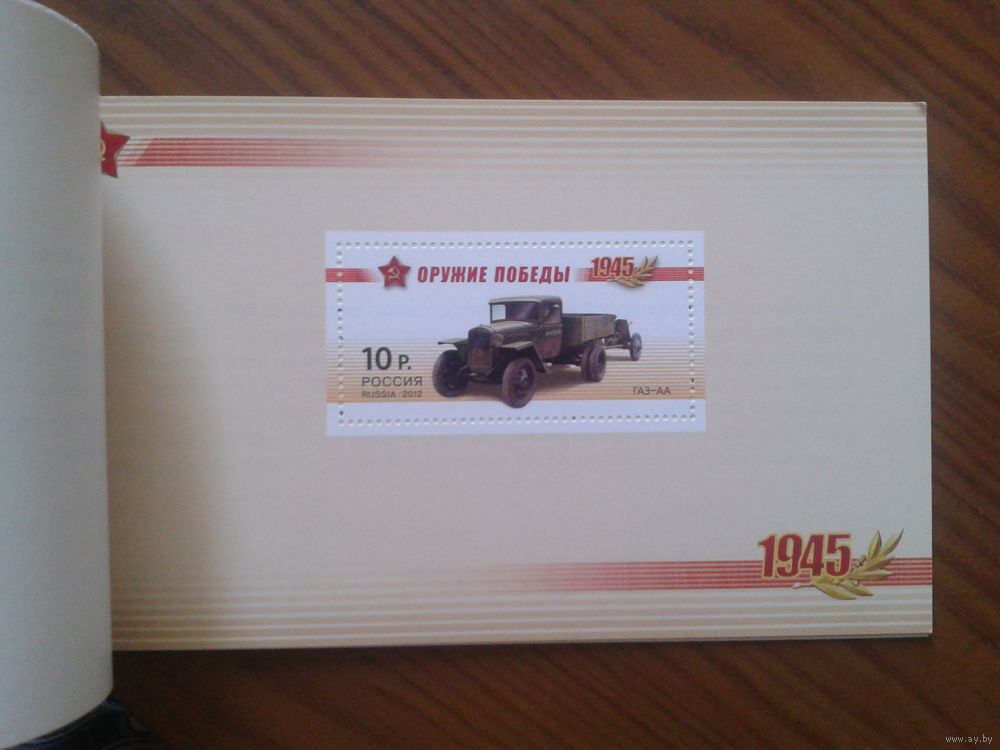 ОРУЖИЕ ПОБЕДЫ 1945
10 Р.
РОССИЯ
RUSSIA 2012
ГАЗ-АА
1945
www.ay.by